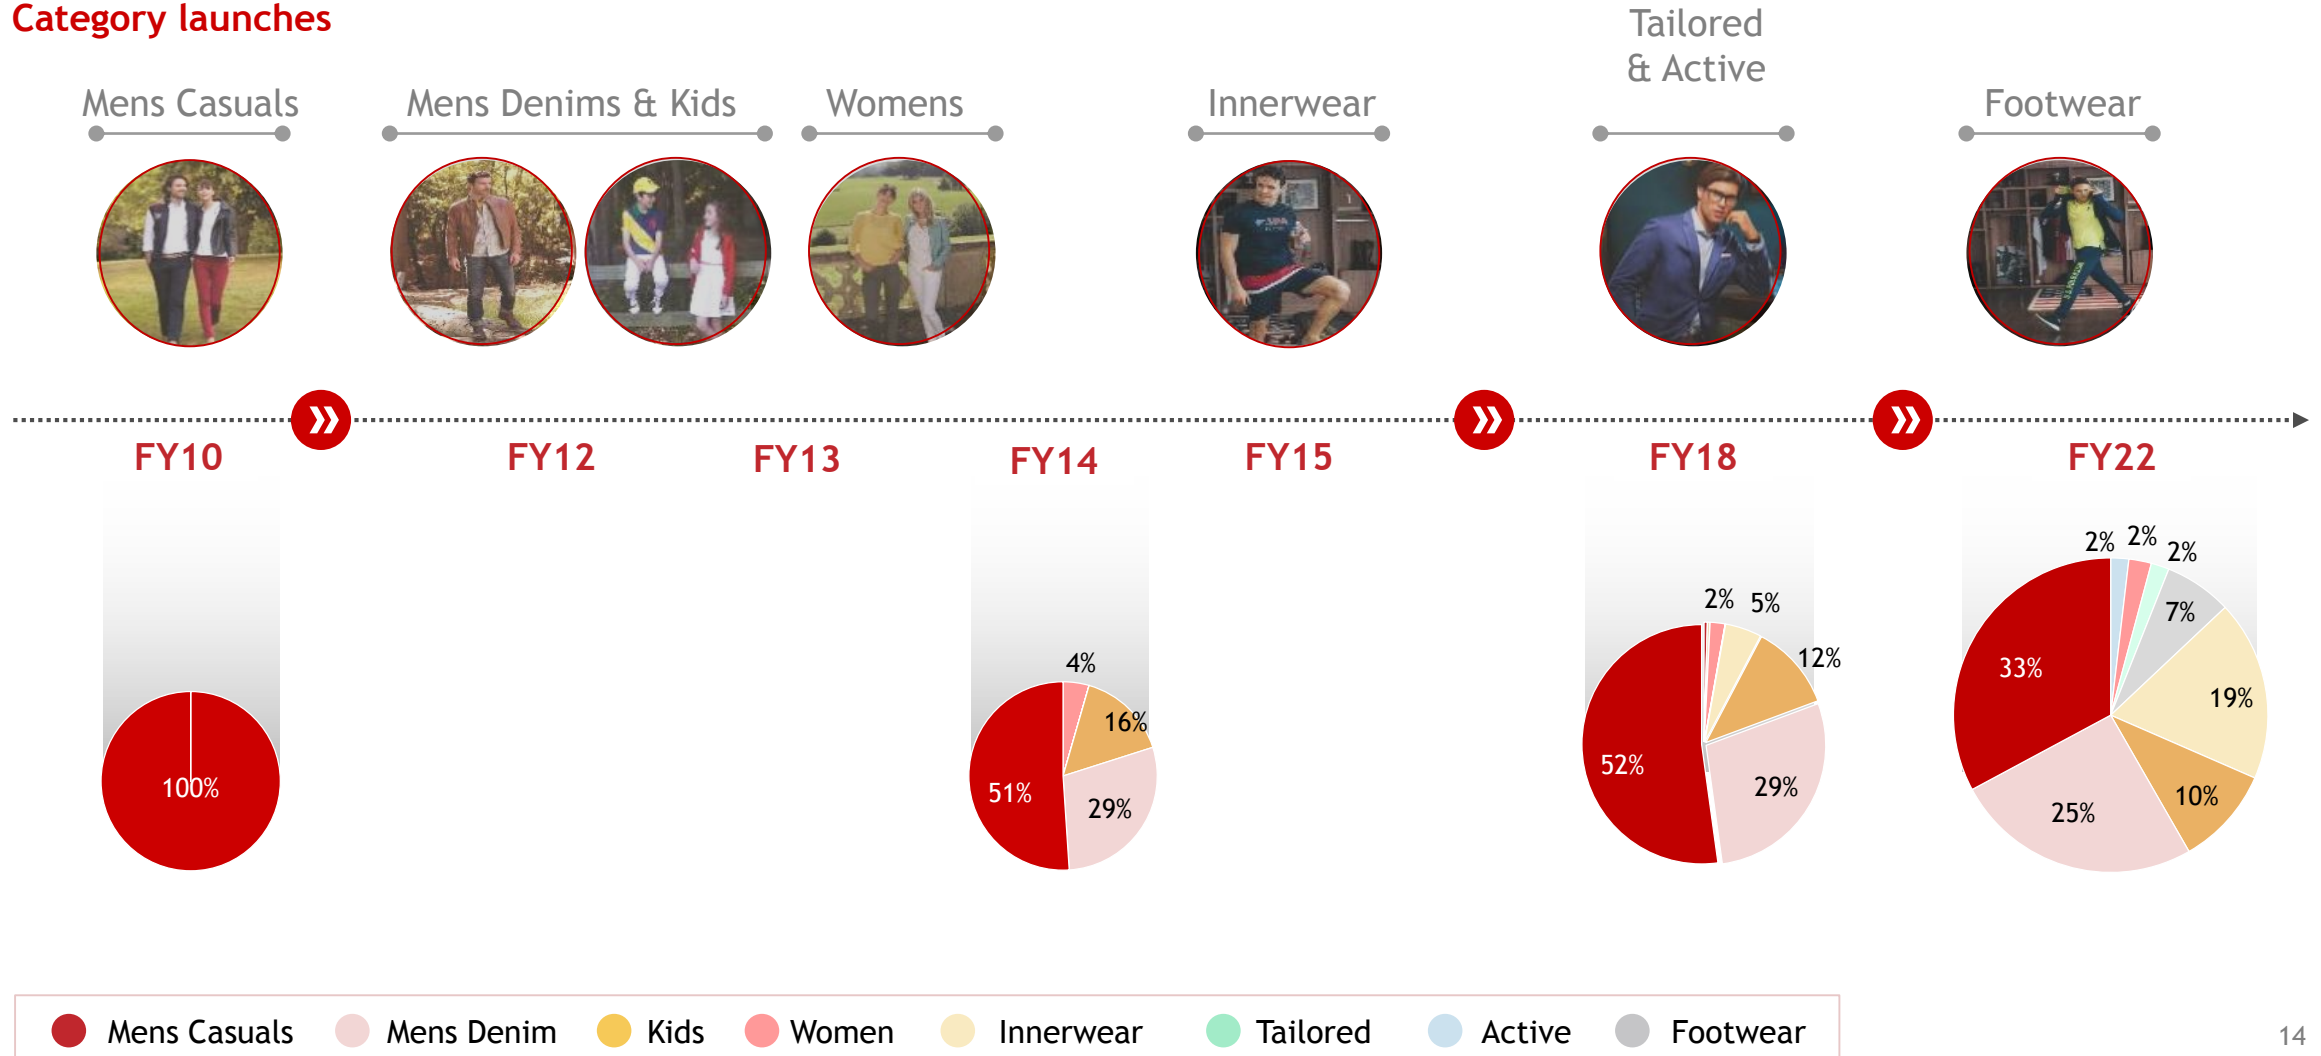 Category launches
Tailored
& Active
Mens Casuals
Mens Denims & Kids
Womens
Innerwear
Footwear
FY10
FY12
FY13
FY14
FY15
FY18
FY22
100%
4%
16%
51%
29%
2%
5%
12%
52%
29%
2%
2%
2%
7%
33%
19%
10%
25%
Mens Casuals
Mens Denim
Kids
Women
Innerwear
Tailored
Active
Footwear
14